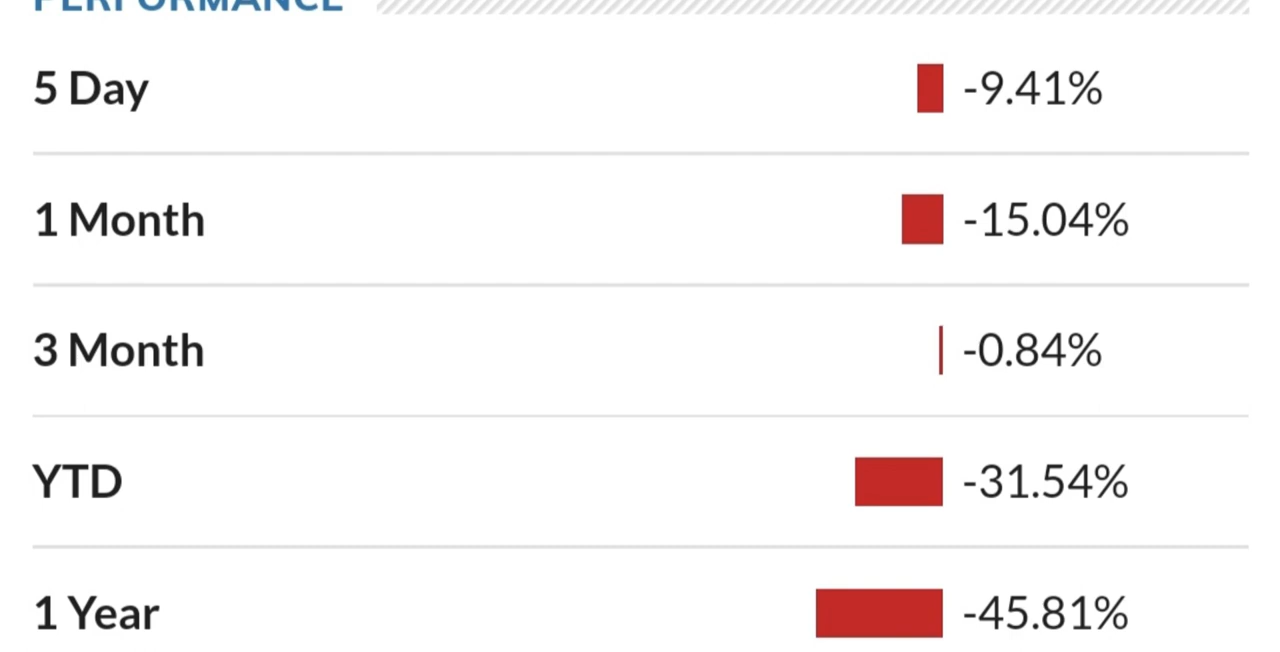 PERFORMANCE
5 Day -9.41%
1 Month -15.04%
3 Month -0.84%
YTD -31.54%
1 Year -45.81%